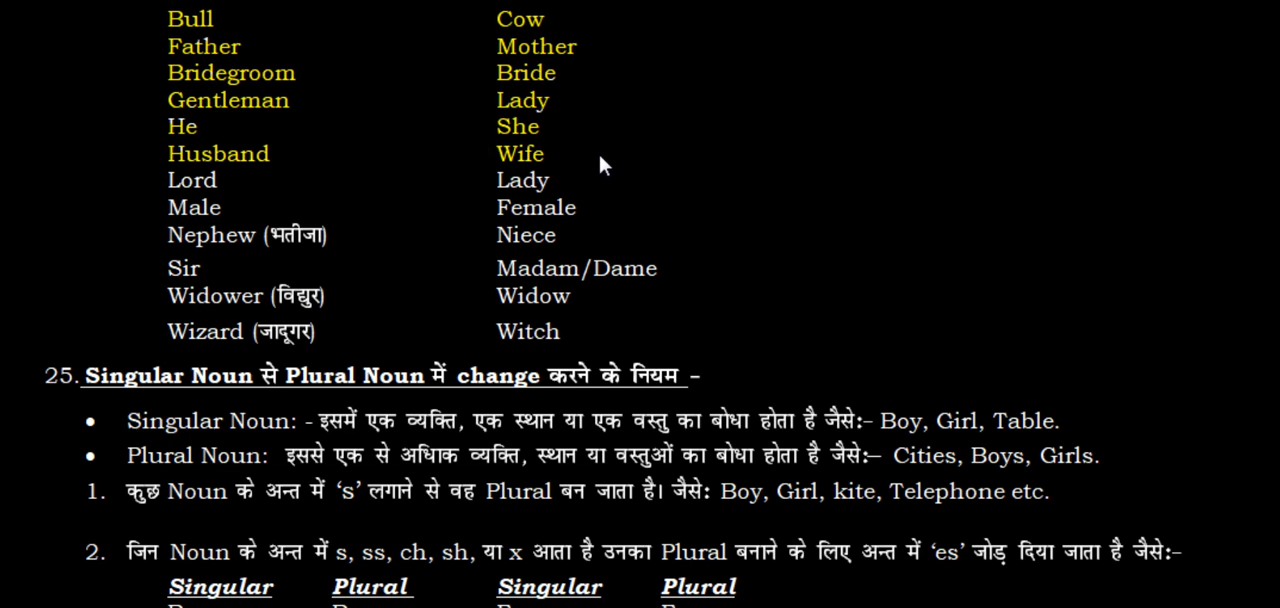 Bull Cow
Father Mother
Bridegroom Bride
Gentleman Lady
He She
Husband Wife
Lord Lady
Male Female
Nephew (भतीजा) Niece
Sir Madam/Dame
Widower (विद्युर) Widow
Wizard (जादूगर) Witch
25. Singular Noun से Plural Noun में change करने के नियम -
• Singular Noun: - इसमें एक व्यक्ति, एक स्थान या एक वस्तु का बोधा होता है जैसे:- Boy, Girl, Table.
• Plural Noun: इससे एक से अधिाक व्यक्ति, स्थान या वस्तुओं का बोधा होता है जैसे:– Cities, Boys, Girls.
1. कुछ Noun के अन्त में ‘s’ लगाने से वह Plural बन जाता है। जैसे: Boy, Girl, kite, Telephone etc.
2. जिन Noun के अन्त में s, ss, ch, sh, या x आता है उनका Plural बनाने के लिए अन्त में ‘es’ जोड़ दिया जाता है जैसे:-
Singular Plural Singular Plural